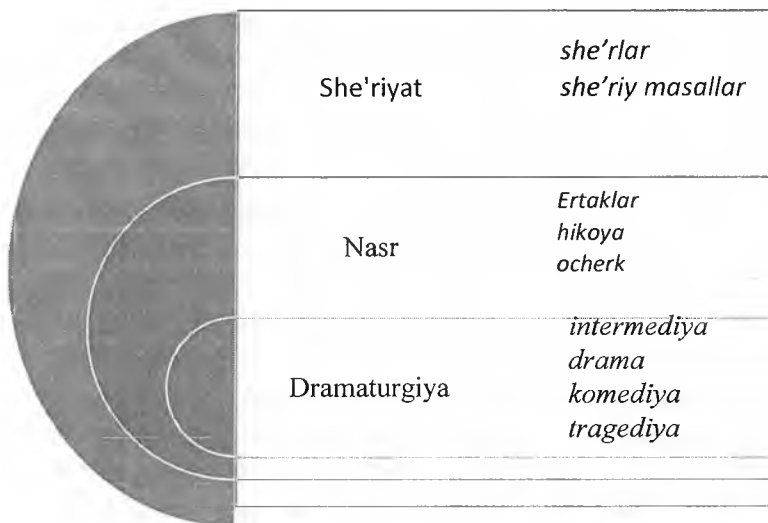 She'riyat
she’rlar
she’riy masallar
Nasr
Ertaklar
hikoya
ocherk
Dramaturgiya
intermediya
drama
komediya
tragediya